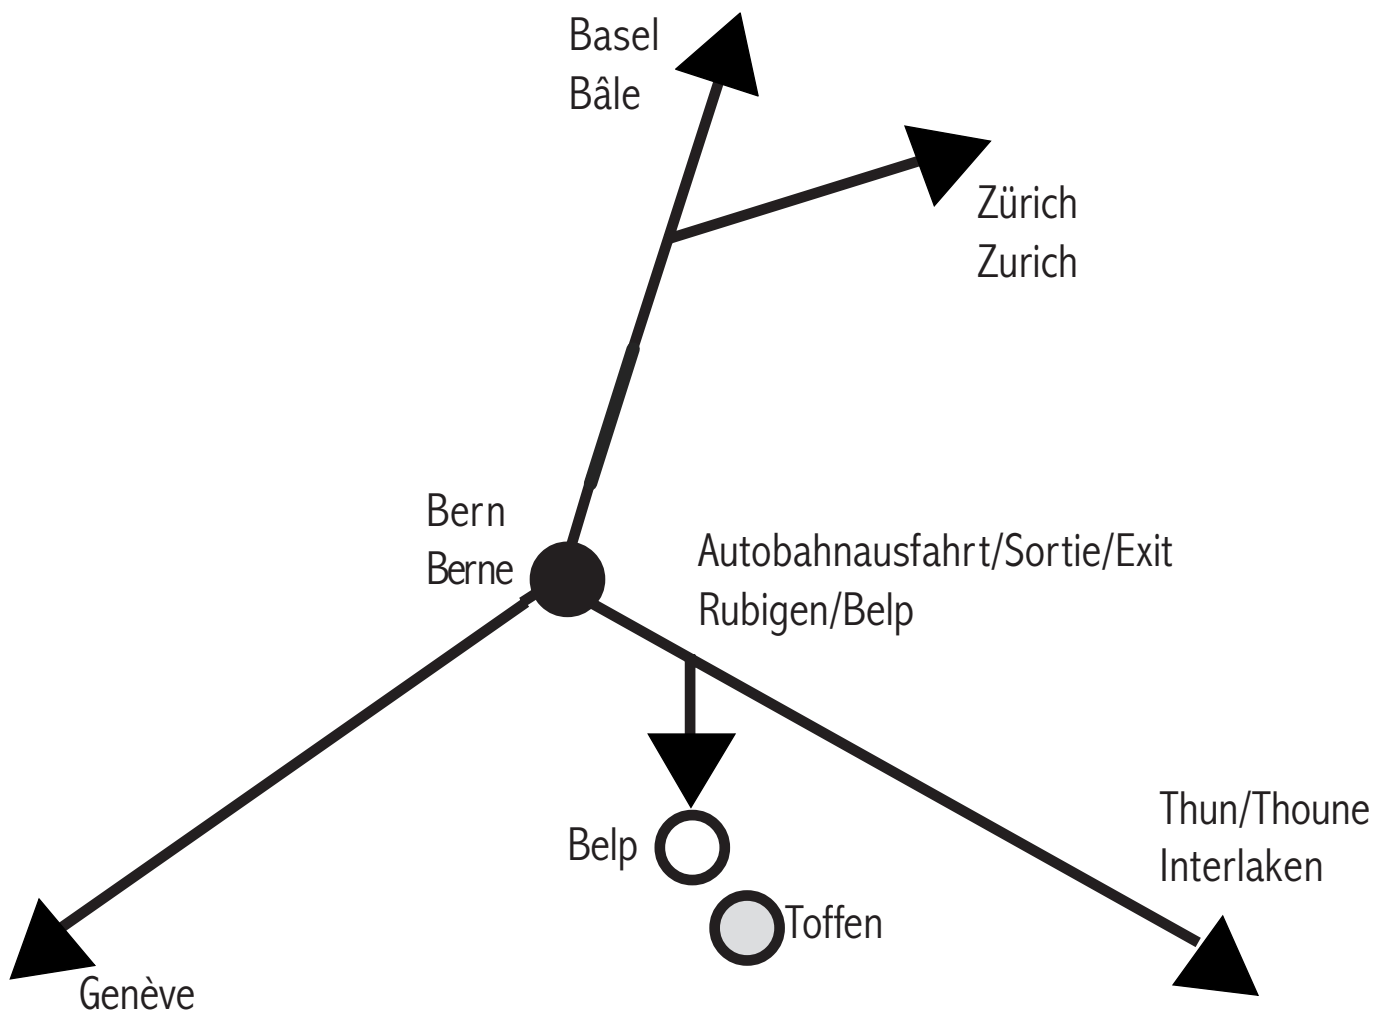 Basel
Bâle
Zürich
Zurich
Bern
Berne
Autobahnausfahrt/Sortie/Exit
Rubigen/Belp
Thun/Thoune
Interlaken
Belp
Toffen
Genève